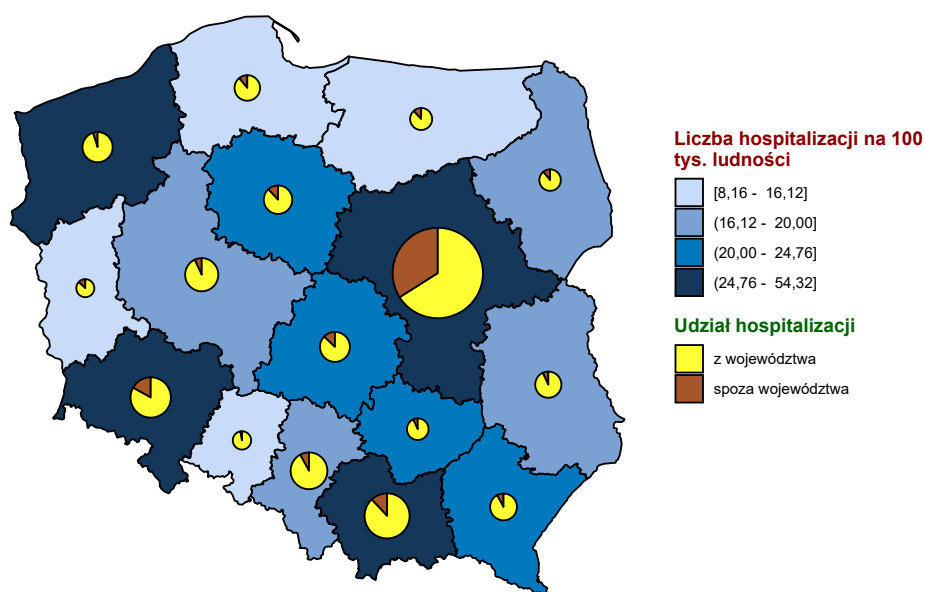 Liczba hospitalizacji na 100
tys. ludności
[8,16 - 16,12]
(16,12 - 20,00]
(20,00 - 24,76]
(24,76 - 54,32]
Udział hospitalizacji
z województwa
spoza województwa